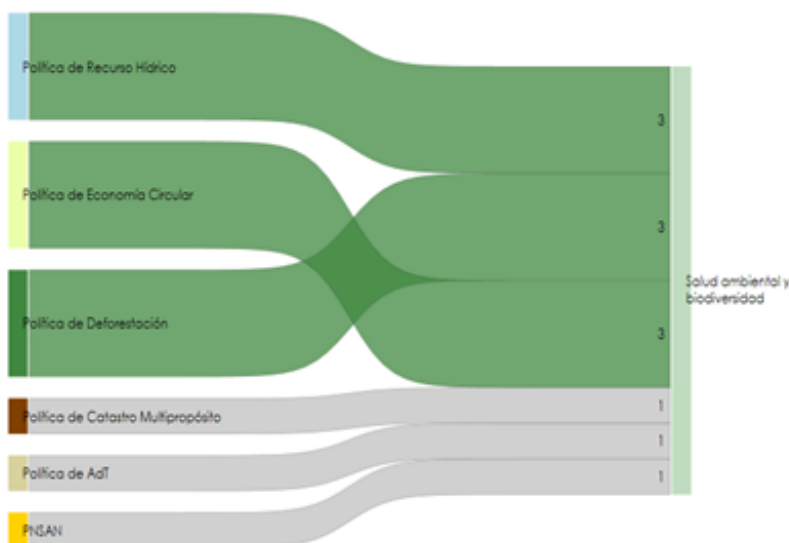 Política de Recurso Hídrico
3
Política de Economía Circular
3
Salud ambiental y
biodiversidad
Política de Deforestación
3
Política de Catastro Multipropósito
1
1
Política de AdT
1
PNSAN